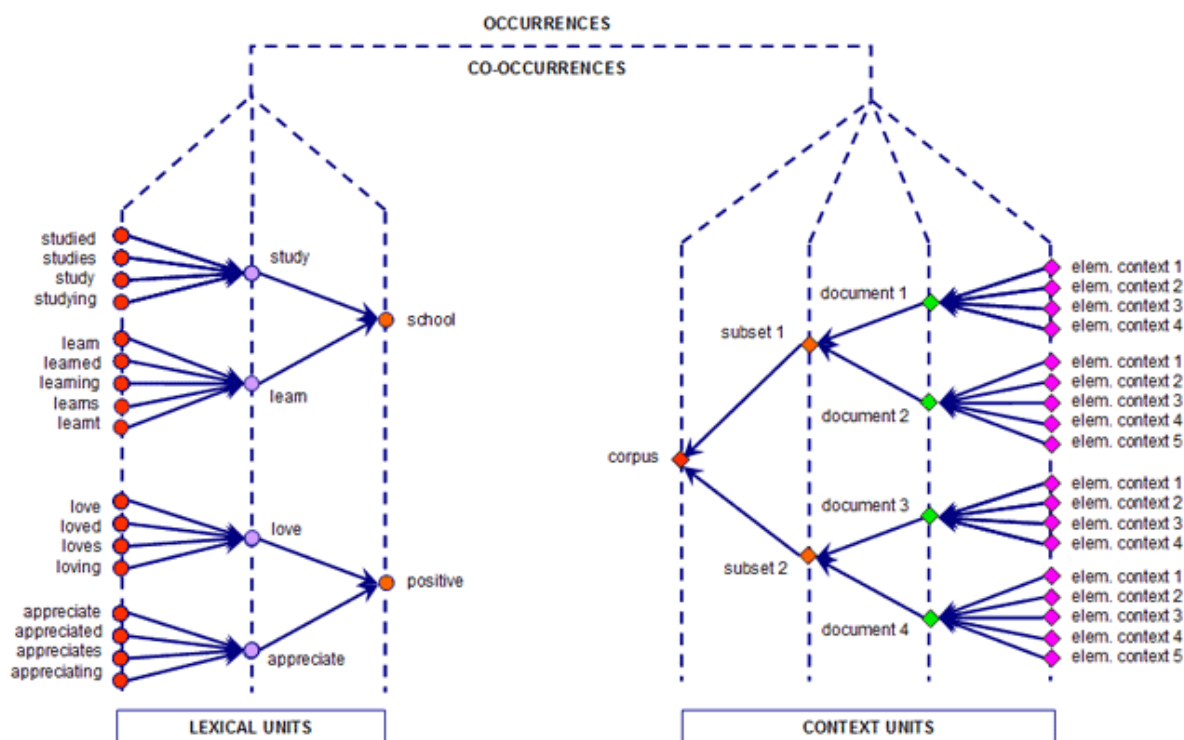 OCCURRENCES
CO-OCCURRENCES
studied
studies
study
studying
study
learn
learned
learning
learns
learnt
learn
school
love
loved
loves
loving
love
appreciate
appreciated
appreciates
appreciating
appreciate
positive
LEXICAL UNITS
corpus
subset 1
subset 2
document 1
document 2
document 3
document 4
elem. context 1
elem. context 2
elem. context 3
elem. context 4
elem. context 1
elem. context 2
elem. context 3
elem. context 4
elem. context 5
elem. context 1
elem. context 2
elem. context 3
elem. context 4
elem. context 1
elem. context 2
elem. context 3
elem. context 4
elem. context 5
CONTEXT UNITS